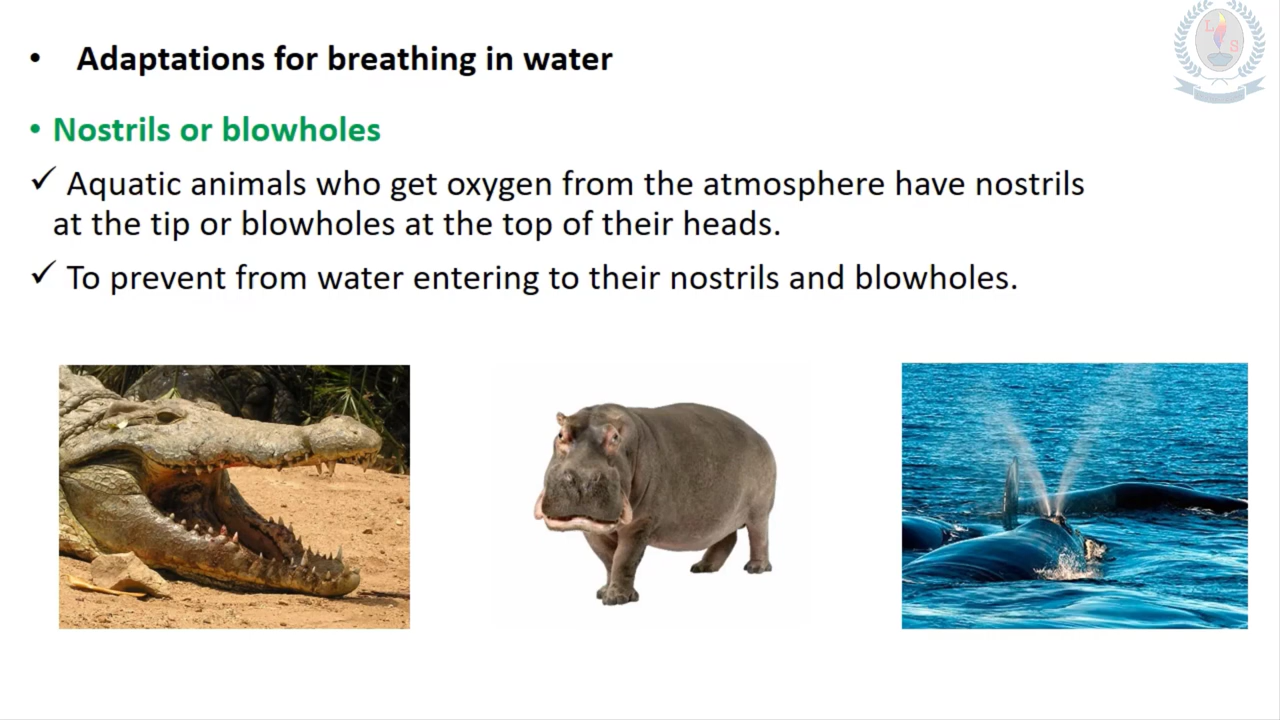 • Adaptations for breathing in water
• Nostrils or blowholes
✓ Aquatic animals who get oxygen from the atmosphere have nostrils
at the tip or blowholes at the top of their heads.
✓ To prevent from water entering to their nostrils and blowholes.
L
S